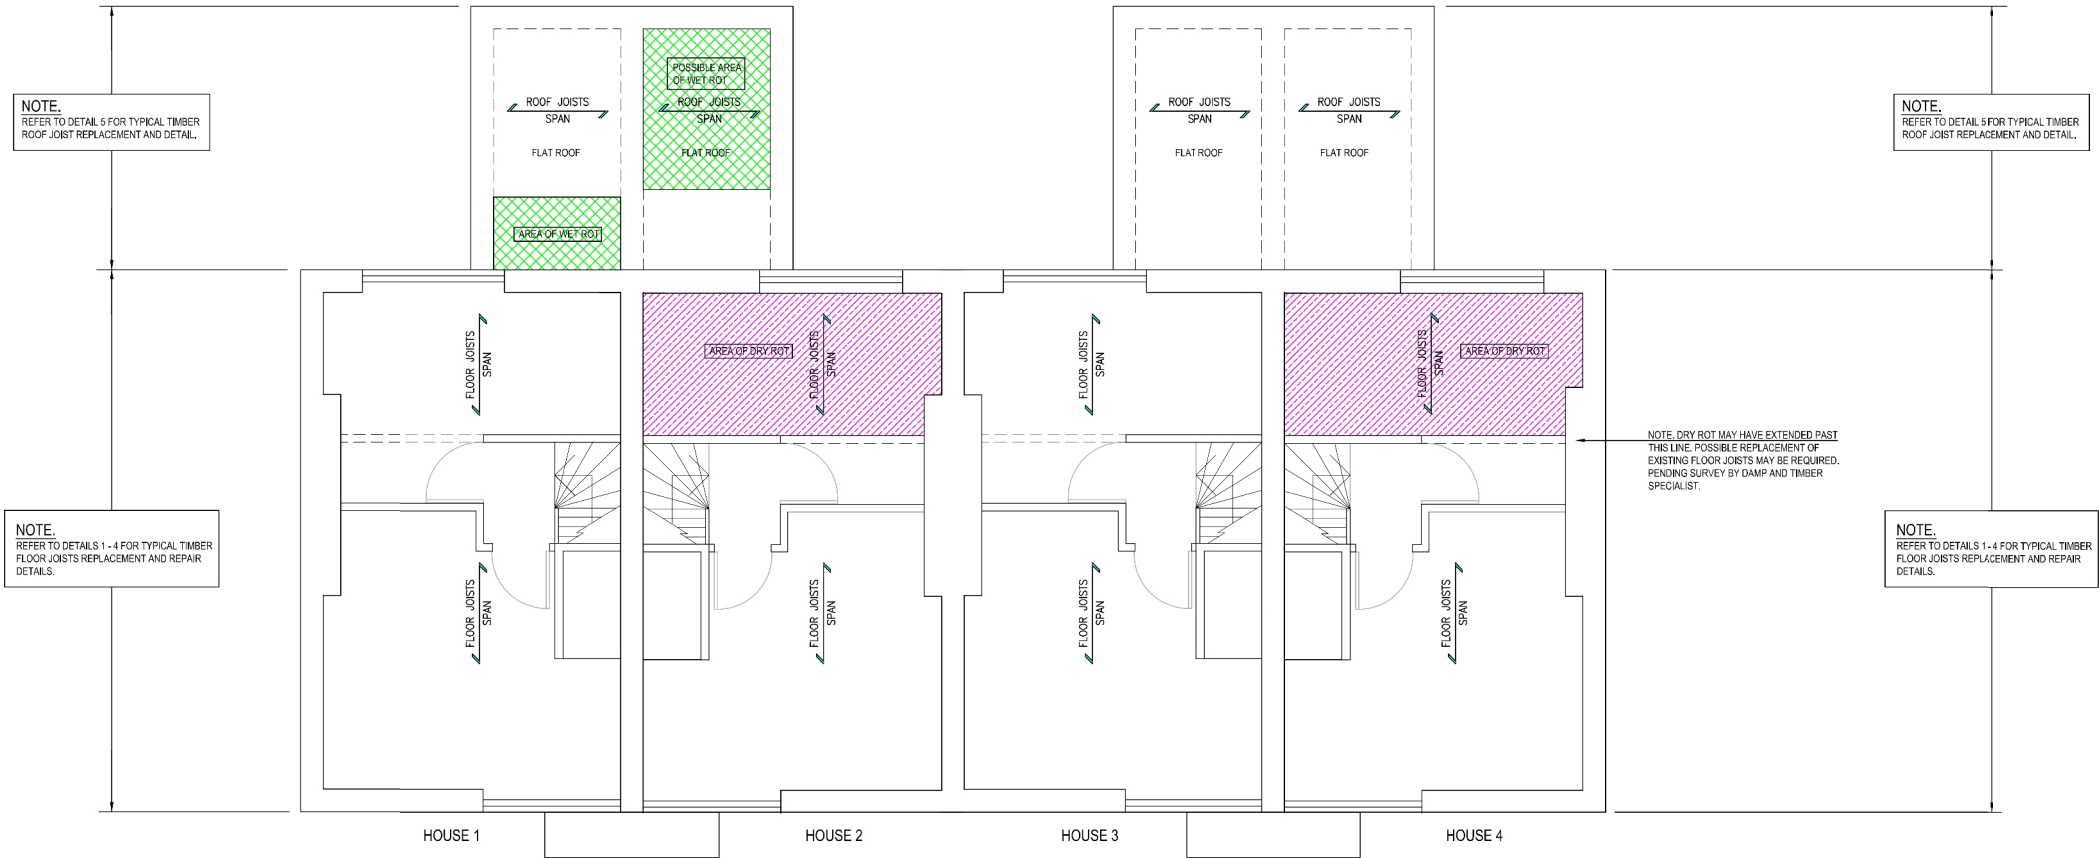 POSSIBLE AREA
OF WET ROT
ROOF JOISTS
SPAN
FLAT ROOF
ROOF JOISTS
FLAT ROOF
ROOF JOISTS
SPAN
FLAT ROOF
ROOF JOISTS
SPAN
FLAT ROOF
NOTE.
REFER TO DETAIL 5 FOR TYPICAL TIMBER
ROOF JOIST REPLACEMENT AND DETAIL.
NOTE.
REFER TO DETAIL 5 FOR TYPICAL TIMBER
ROOF JOIST REPLACEMENT AND DETAIL.
SPAN
AREA OF WET ROT
FLOOR JOISTS
SPAN
AREA OF DRY ROT
FLOOR JOISTS
SPAN
FLOOR JOISTS
SPAN
FLOOR JOISTS
SPAN
AREA OF DRY ROT
NOTE. DRY ROT MAY HAVE EXTENDED PAST
THIS LINE. POSSIBLE REPLACEMENT OF
EXISTING FLOOR JOISTS MAY BE REQUIRED.
PENDING SURVEY BY DAMP AND TIMBER
SPECIALIST.
NOTE.
REFER TO DETAILS 1 - 4 FOR TYPICAL TIMBER
FLOOR JOISTS REPLACEMENT AND REPAIR
DETAILS.
NOTE.
REFER TO DETAILS 1 - 4 FOR TYPICAL TIMBER
FLOOR JOISTS REPLACEMENT AND REPAIR
DETAILS.
FLOOR JOISTS
SPAN
FLOOR JOISTS
SPAN
FLOOR JOISTS
SPAN
FLOOR JOISTS
SPAN
HOUSE 1
HOUSE 2
HOUSE 3
HOUSE 4